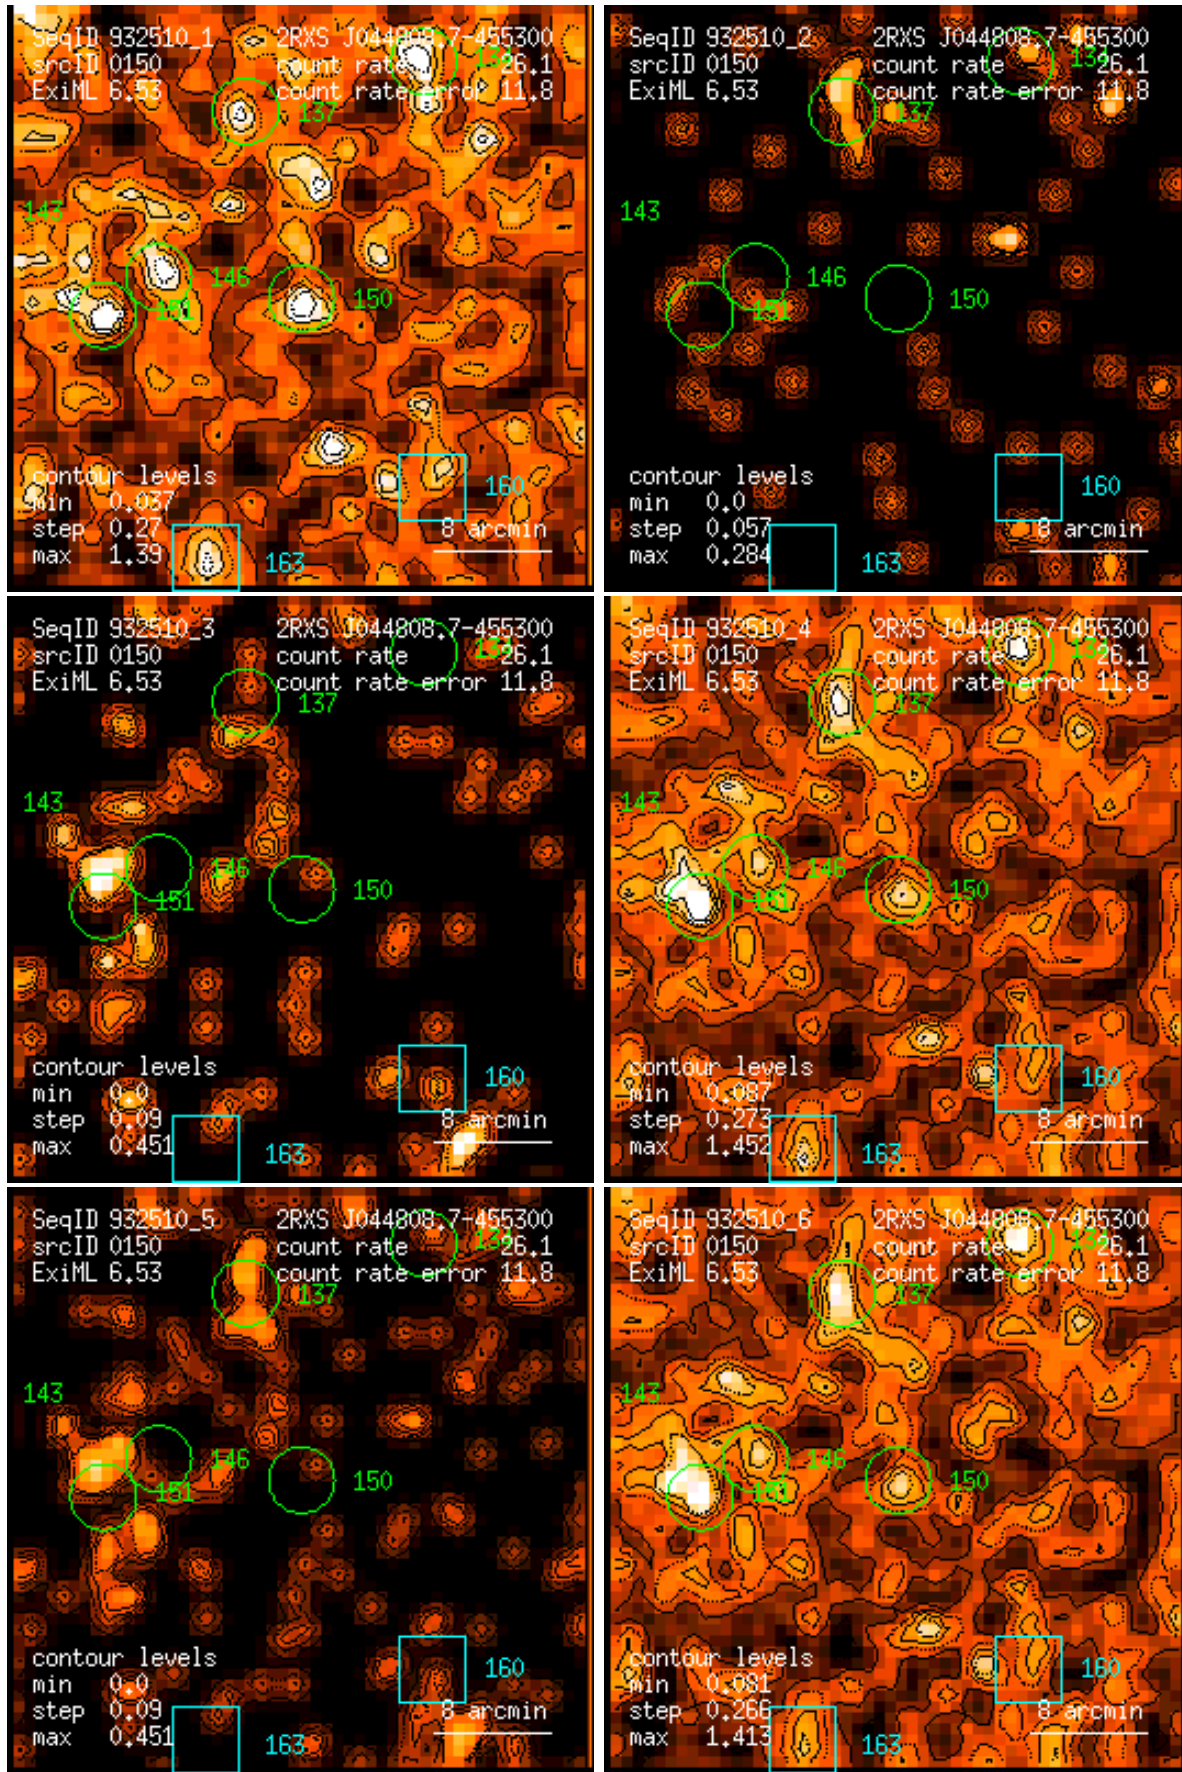 SeqID 932510_1 2RXS J044808.7-455300
srcID 0150 count rate 26.1
ExiML 6.53 count rate error 11.8
137
143
146
151
150
contour levels
min 0.037
160
step 0.27
8 arcmin
max 1.39
163
SeqID 932510_2 2RXS J044808.7-455300
srcID 0150 count rate 26.1
ExiML 6.53 count rate error 11.8
137
143
146
151
150
contour levels
min 0.0
160
step 0.057
8 arcmin
max 0.284
163
SeqID 932510_3 2RXS J044808.7-455300
srcID 0150 count rate 26.1
ExiML 6.53 count rate error 11.8
137
143
146
151
150
contour levels
min 0.0
160
step 0.09
8 arcmin
max 0.451
163
SeqID 932510_4 2RXS J044808.7-455300
srcID 0150 count rate 26.1
ExiML 6.53 count rate error 11.8
137
143
146
151
150
contour levels
min 0.087
160
step 0.273
8 arcmin
max 1.452
163
SeqID 932510_5 2RXS J044808.7-455300
srcID 0150 count rate 26.1
ExiML 6.53 count rate error 11.8
137
143
146
151
150
contour levels
min 0.0
160
step 0.09
8 arcmin
max 0.451
163
SeqID 932510_6 2RXS J044808.7-455300
srcID 0150 count rate 26.1
ExiML 6.53 count rate error 11.8
137
143
146
151
150
contour levels
min 0.081
160
step 0.266
8 arcmin
max 1.413
163